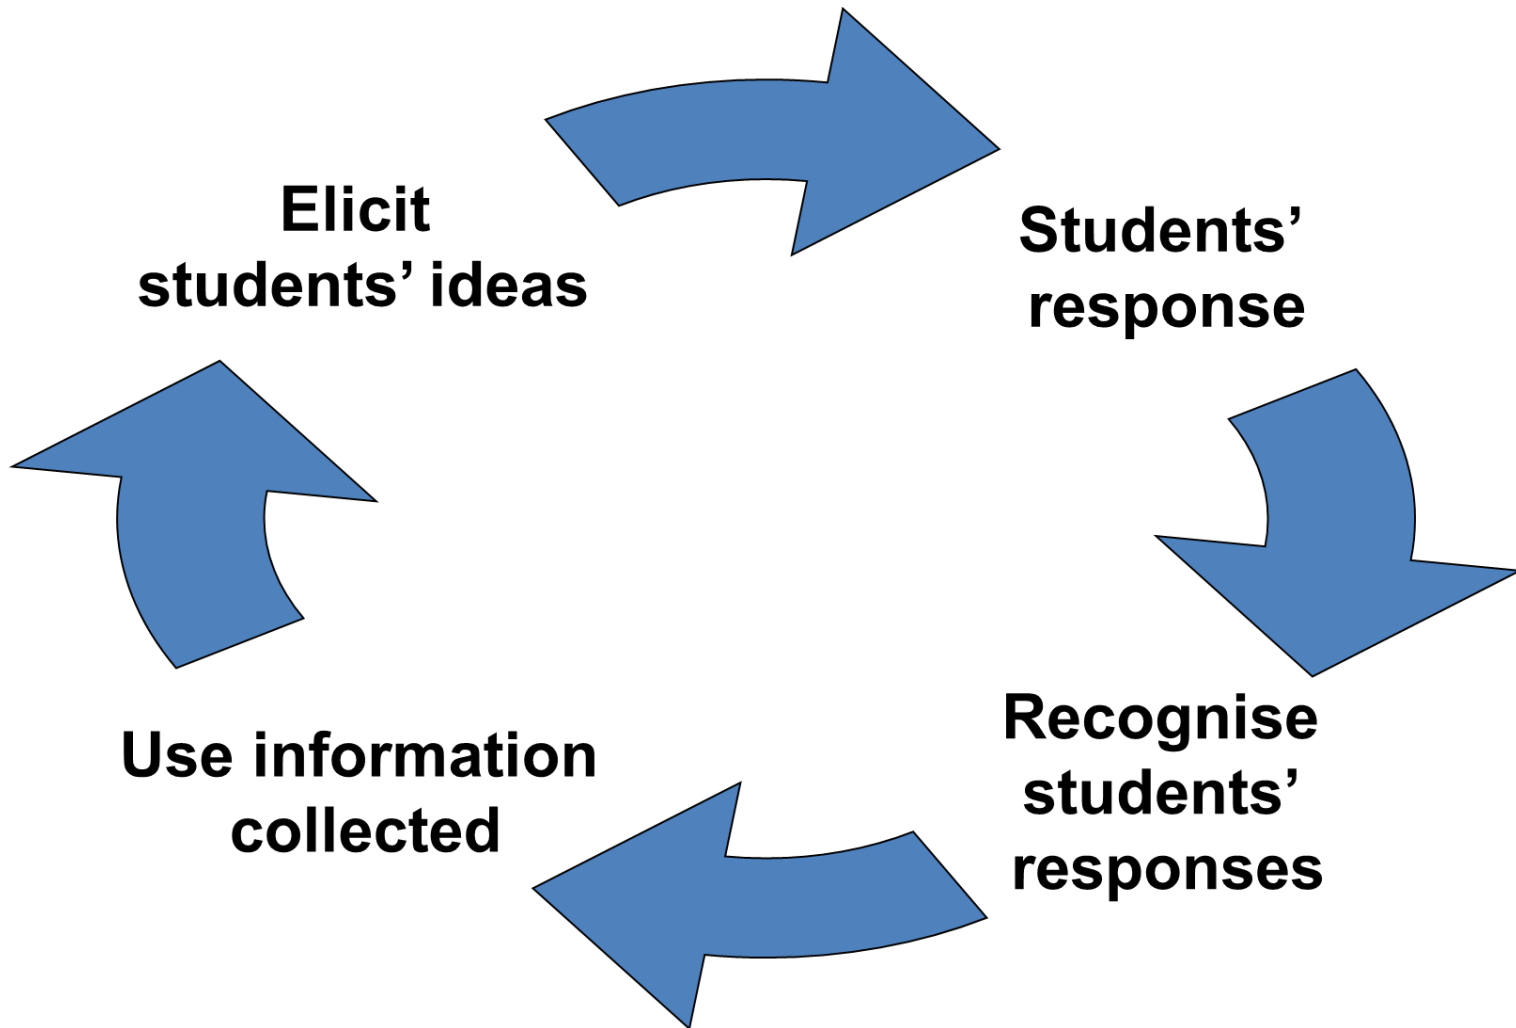 Elicit
students’ ideas
Students’
response
Recognise
students’
responses
Use information
collected